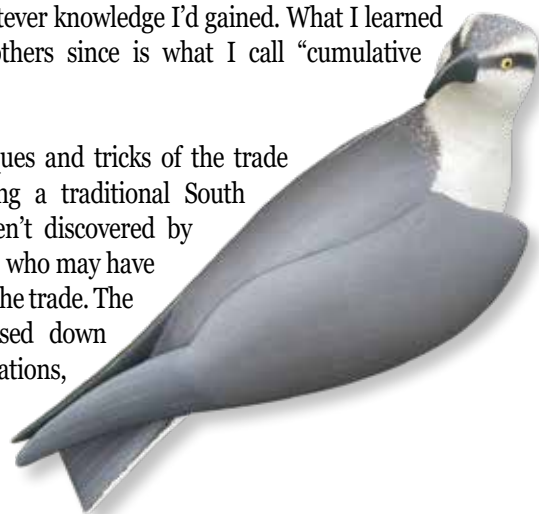 tever knowledge I’d gained. What I learned
others since is what I call “cumulative
ques and tricks of the trade
ng a traditional South
en’t discovered by
who may have
he trade. The
sed down
ations,